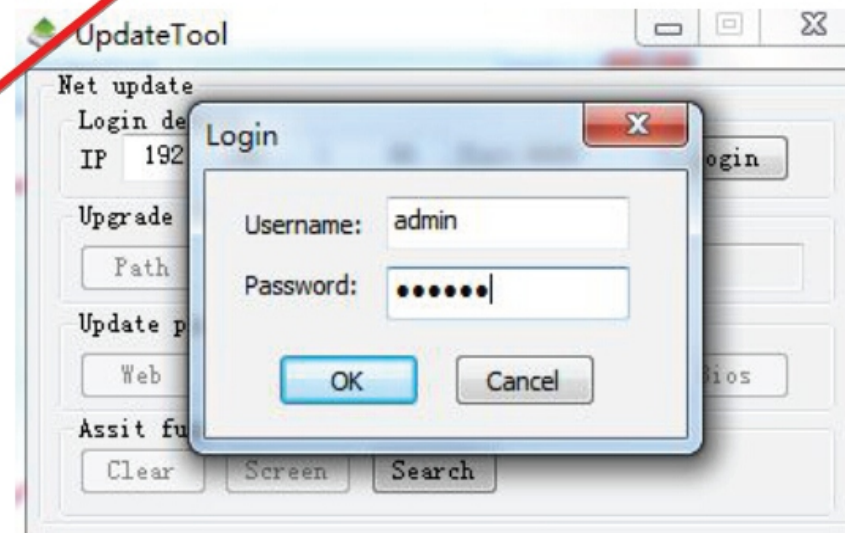 UpdateTool
Net update
Login de
IP 192
ogin
Login
Username: admin
Password: ●●●●●●
OK Cancel
Upgrade
Path
Update p
Web
ios
Assit fu
Clear Screen Search